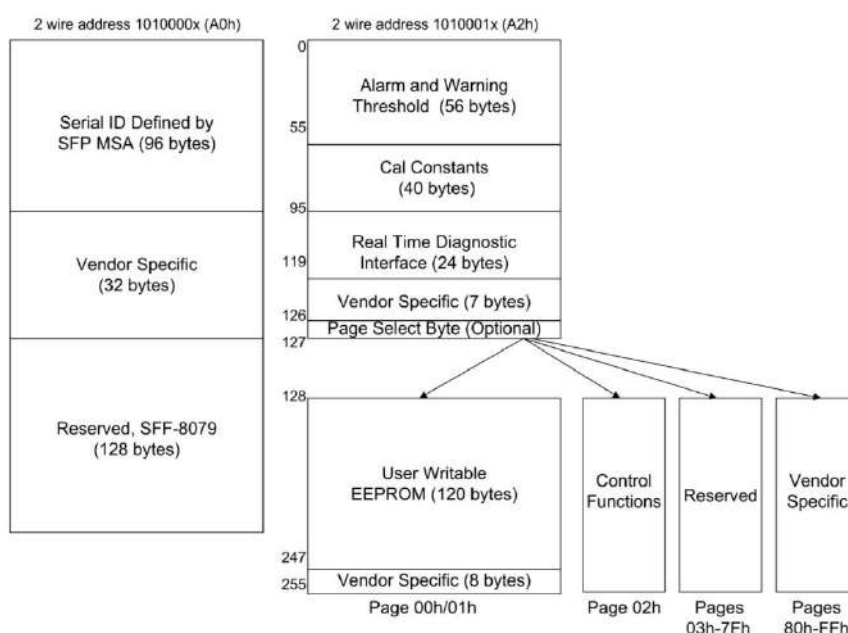 2 wire address 1010000x (A0h)
Serial ID Defined by
SFP MSA (96 bytes)
Vendor Specific
(32 bytes)
Reserved, SFF-8079
(128 bytes)
2 wire address 1010001x (A2h)
0
Alarm and Warning
Threshold (56 bytes)
55
Cal Constants
(40 bytes)
95
Real Time Diagnostic
Interface (24 bytes)
119
Vendor Specific (7 bytes)
126
Page Select Byte (Optional)
127
128
User Writable
EEPROM (120 bytes)
247
Vendor Specific (8 bytes)
255
Page 00h/01h
Control
Functions
Page 02h
Reserved
Pages
03h-7Fh
Vendor
Specific
Pages
80h-FFh